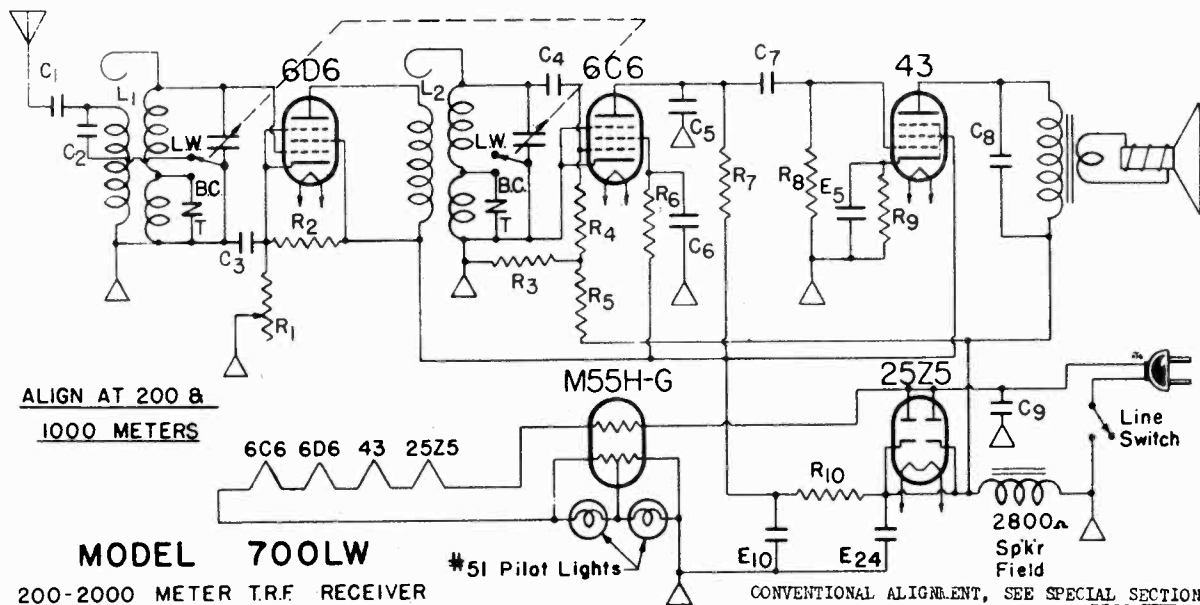 6D6
6C6
43
C1
C2
L1
L.W.
B.C.
T
C3
R2
R1
L2
C4
L.W.
B.C.
T
R3
R4
R5
R6
C5
C6
C7
R7
R8
E5
R9
C8
ALIGN AT 200 &
1000 METERS
M55H-G
25Z5
C9
Line
Switch
6C6 6D6 43 25Z5
R10
2800Ω
Sp'k'r
Field
E10
E24
#51 Pilot Lights
MODEL 700LW
200-2000 METER T.R.F. RECEIVER
CONVENTIONAL ALIGNMENT, SEE SPECIAL SECTION